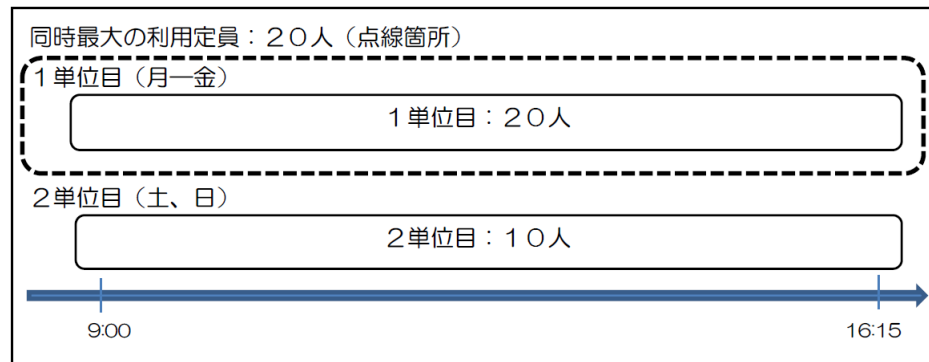 同時最大の利用定員：２０人（点線箇所）
１単位目（月―金）
１単位目：２０人
２単位目（土、日）
２単位目：１０人
9:00
16:15